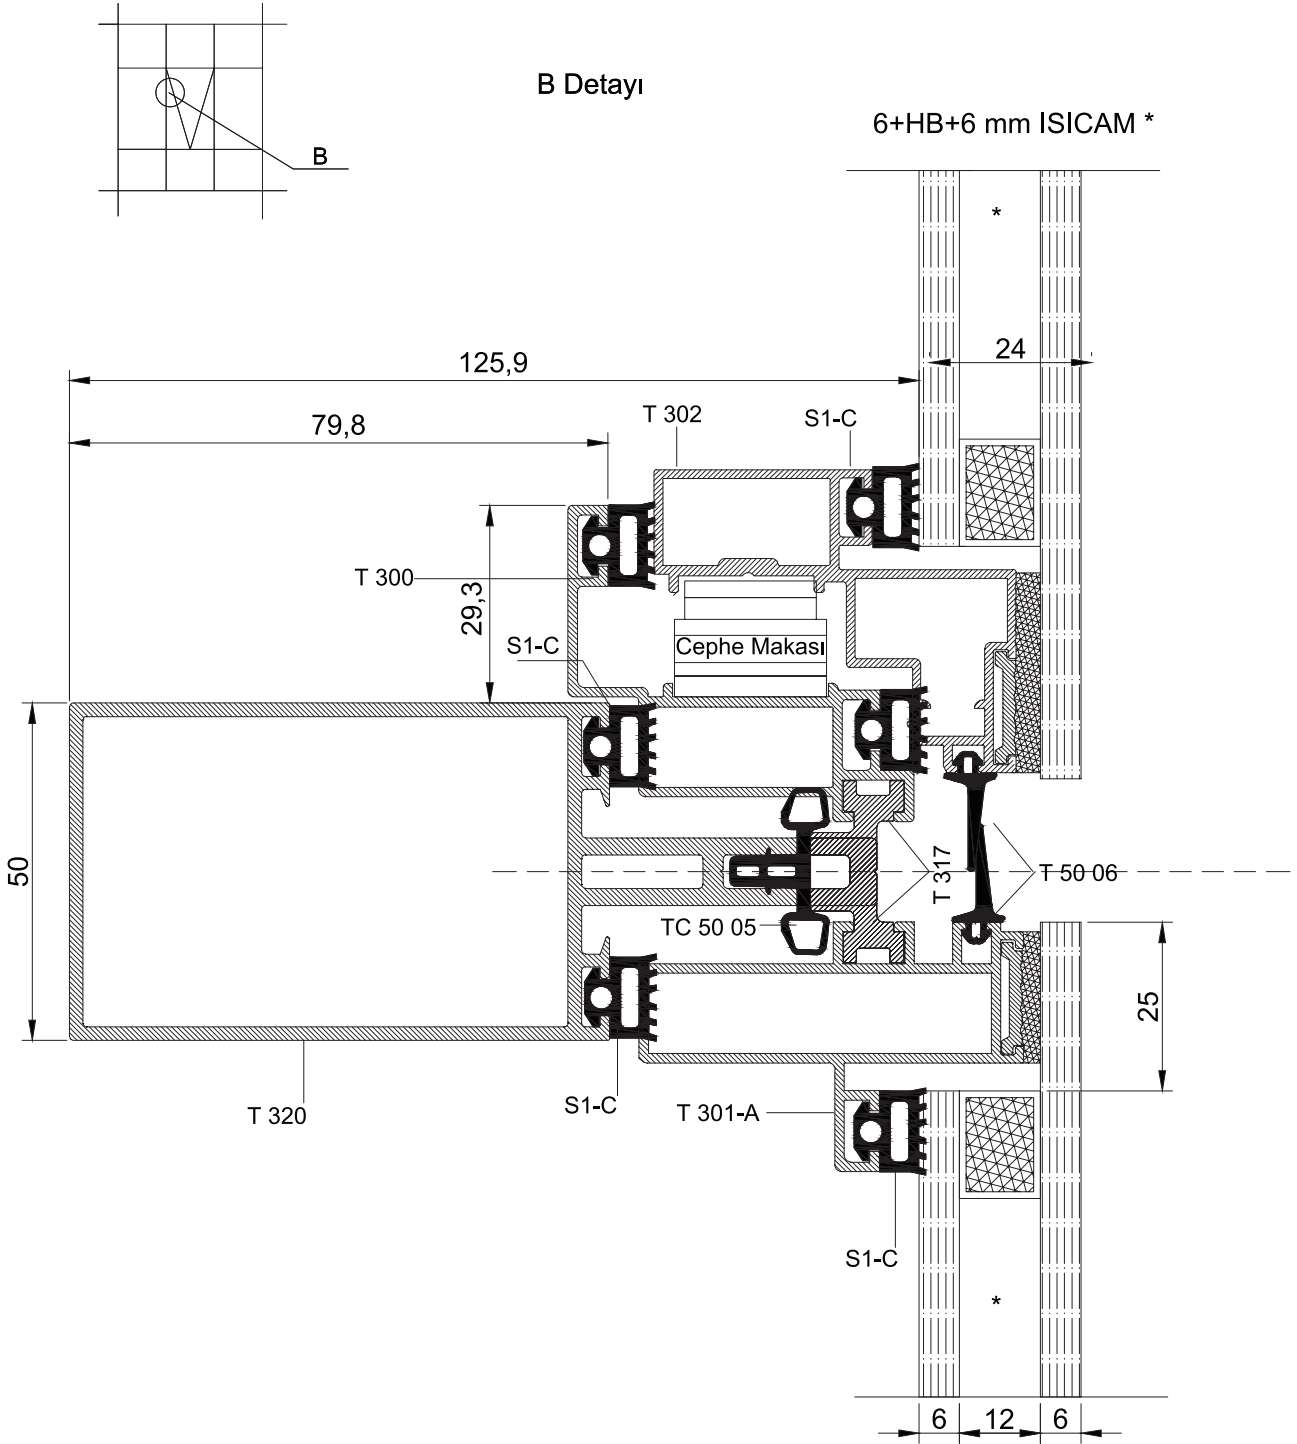 B Detayı
6+HB+6 mm ISICAM *
B
*
24
125,9
79,8
T 302
S1-C
T 300
29,3
S1-C
Cephe Makası
50
T 317
T 50 06
TC 50 05
25
T 320
S1-C
T 301-A
S1-C
*
6
12
6